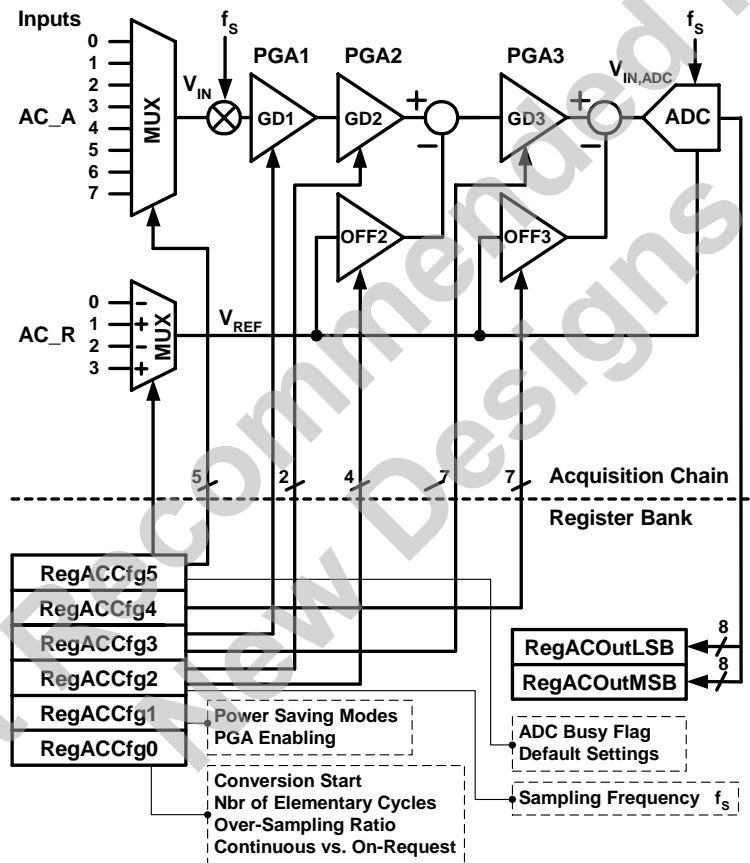 Inputs
f_S
f_S
PGA1
PGA2
PGA3
0
1
2
3
4
5
6
7
AC_A
MUX
V_IN
GD1
GD2
+
−
GD3
+
−
V_IN,ADC
ADC
OFF2
OFF3
0
1
2
3
AC_R
−
+
−
+
MUX
V_REF
5
2
4
7
7
Acquisition Chain
Register Bank
RegACCfg5
RegACCfg4
RegACCfg3
RegACCfg2
RegACCfg1
RegACCfg0
8
RegACOutLSB
8
RegACOutMSB
Power Saving Modes
PGA Enabling
ADC Busy Flag
Default Settings
Conversion Start
Nbr of Elementary Cycles
Over-Sampling Ratio
Continuous vs. On-Request
Sampling Frequency f_S
Recommended
New Designs